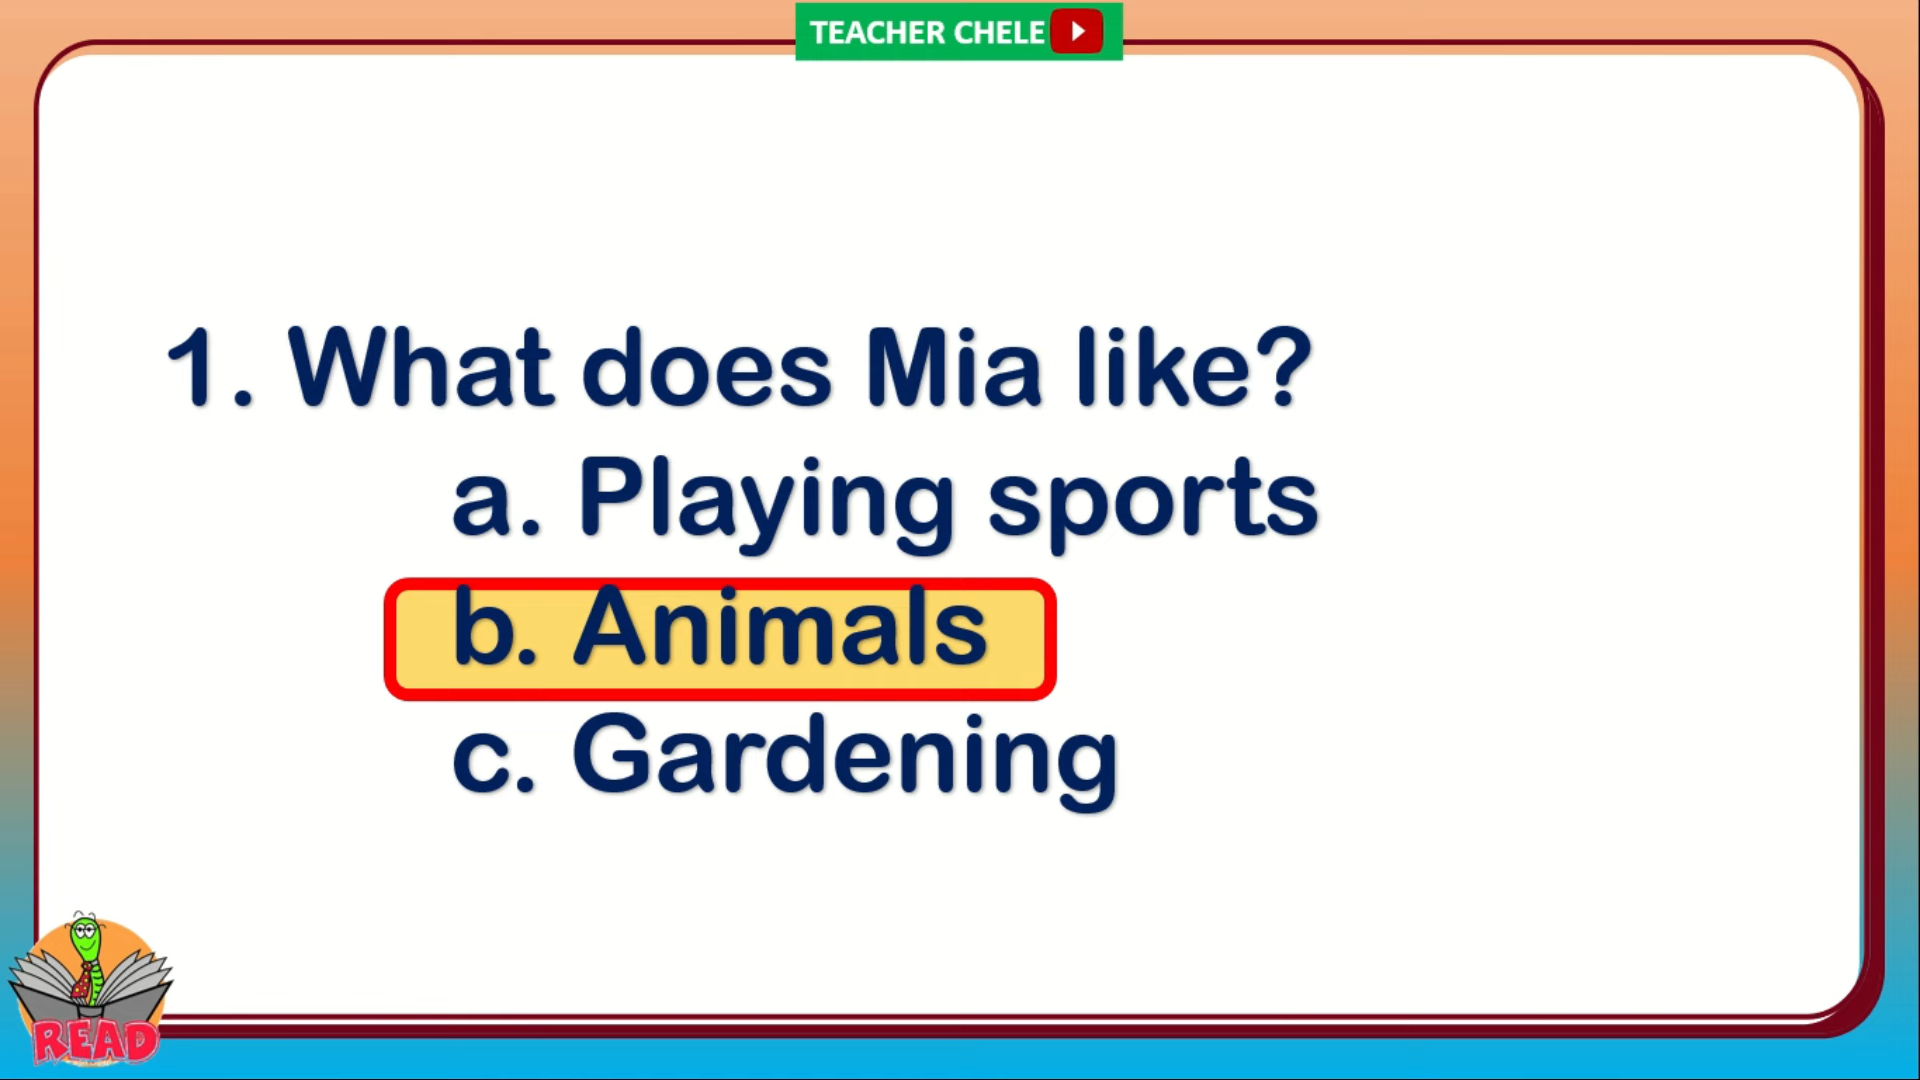 TEACHER CHELE
1. What does Mia like?
a. Playing sports
b. Animals
c. Gardening
READ